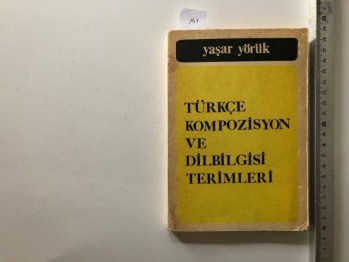 yaşar yörük
TÜRKÇE
KOMPOZİSYON
VE
DİLBİLGİSİ
TERİMLERİ